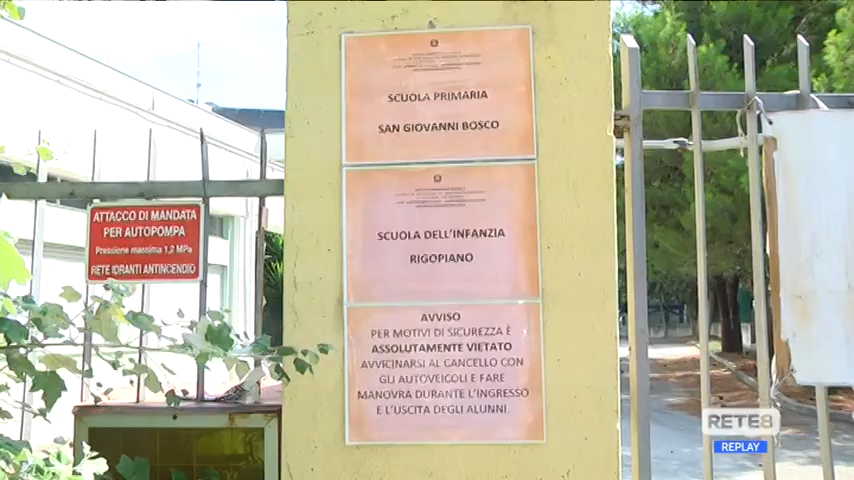 SCUOLA PRIMARIA
SAN GIOVANNI BOSCO
SCUOLA DELL'INFANZIA
RIGOPIANO
AVVISO
PER MOTIVI DI SICUREZZA È
ASSOLUTAMENTE VIETATO
AVVICINARSI AL CANCELLO CON
GLI AUTOVEICOLI E FARE
MANOVRA DURANTE L'INGRESSO
E L'USCITA DEGLI ALUNNI.
ATTACCO DI MANDATA
PER AUTOPOMPA
Pressione massima 1,2 MPa
RETE IDRANTI ANTINCENDIO
RETE8
REPLAY